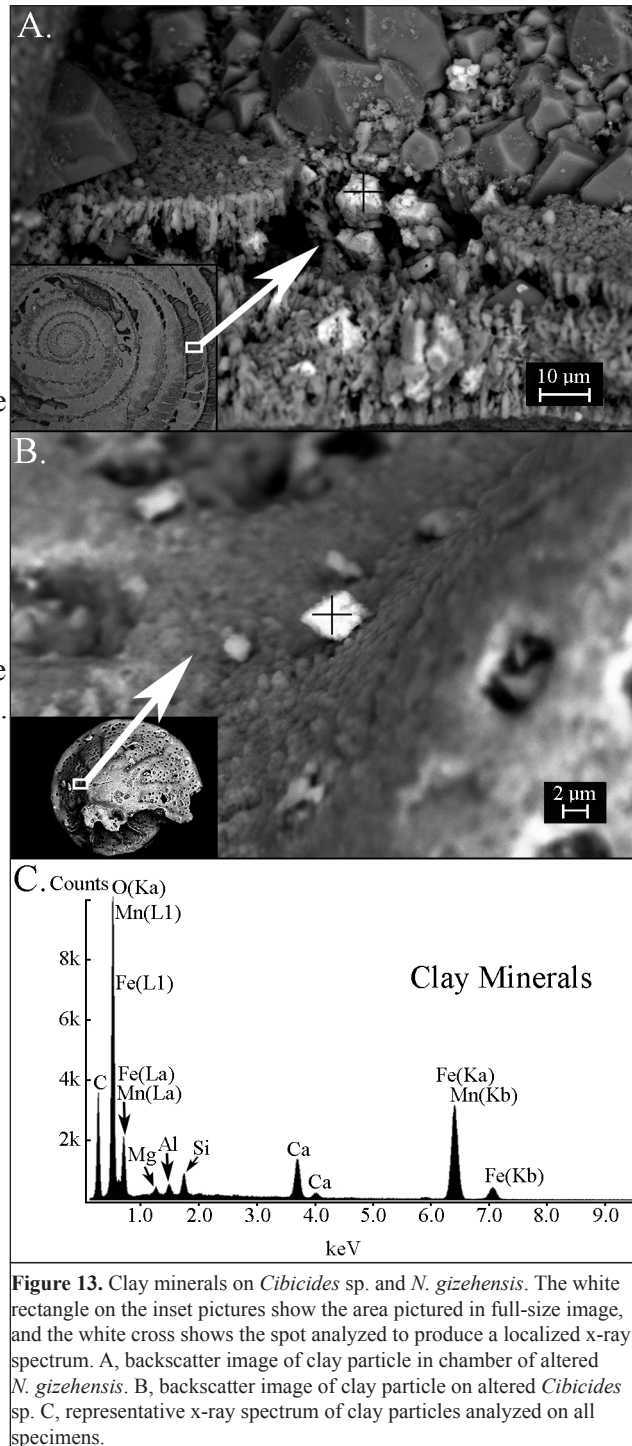 A.
10 µm
e
B.
e
.
2 µm
C. Counts O(Ka)
Mn(L1)
8k
Clay Minerals
Fe(L1)
6k
4k
C
Fe(La)
Mn(La)
Fe(Ka)
Mn(Kb)
2k
Mg
Al
Si
Ca
Ca
Fe(Kb)
1.0 2.0 3.0 4.0 5.0 6.0 7.0 8.0 9.0
keV
Figure 13. Clay minerals on Cibicides sp. and N. gizehensis. The white
rectangle on the inset pictures show the area pictured in full-size image,
and the white cross shows the spot analyzed to produce a localized x-ray
spectrum. A, backscatter image of clay particle in chamber of altered
N. gizehensis. B, backscatter image of clay particle on altered Cibicides
sp. C, representative x-ray spectrum of clay particles analyzed on all
specimens.